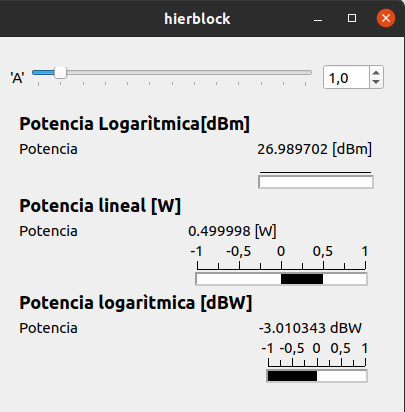 hierblock
'A' 1,0
Potencia Logarìtmica[dBm]
Potencia 26.989702 [dBm]
Potencia lineal [W]
Potencia 0.499998 [W]
-1 -0,5 0 0,5 1
Potencia logarìtmica [dBW]
Potencia -3.010343 dBW
-1 -0,5 0 0,5 1